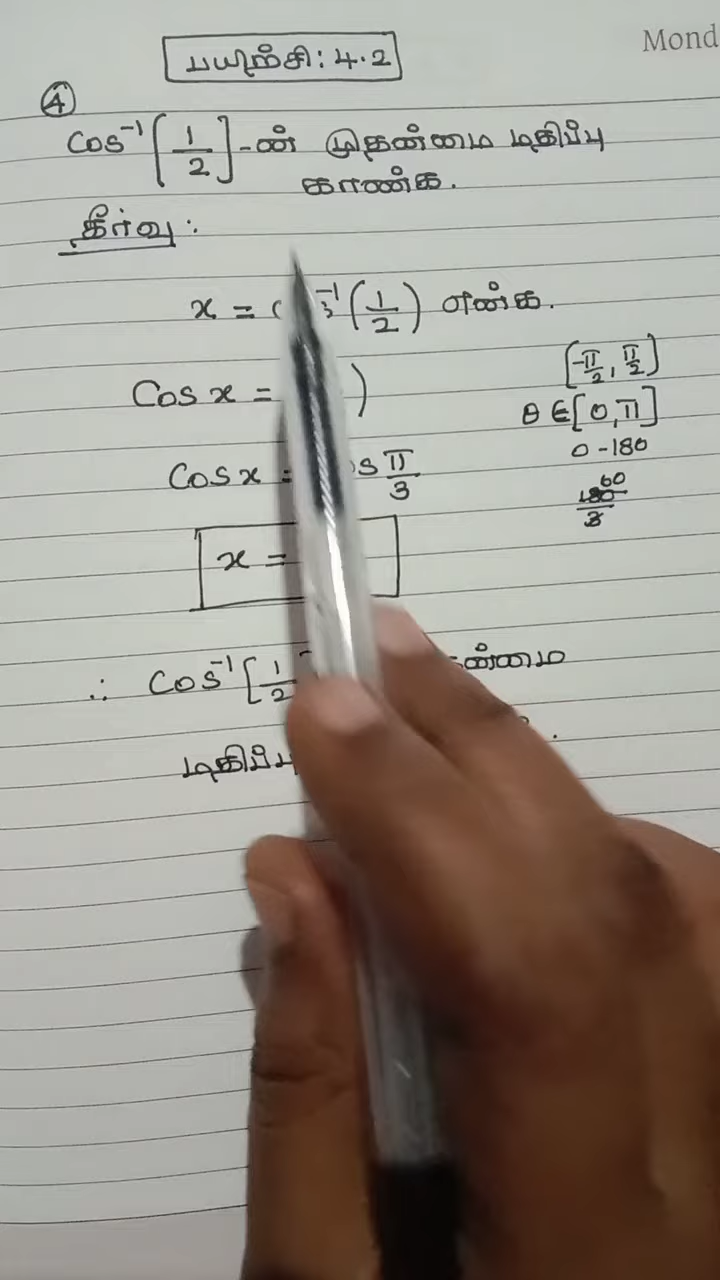 Mond
பயிற்சி: 4.2
④
Cos⁻¹[1/2]-ன் முதன்மை மதிப்பு
காண்க.
தீர்வு:
x = ⁻¹(1/2) என்க.
Cos x = )
[-π/2, π/2]
θ ∈ [0, π]
0-180
Cos x = π/3
60
180/3
x =
∴ Cos⁻¹[1/2
மதிப்பு